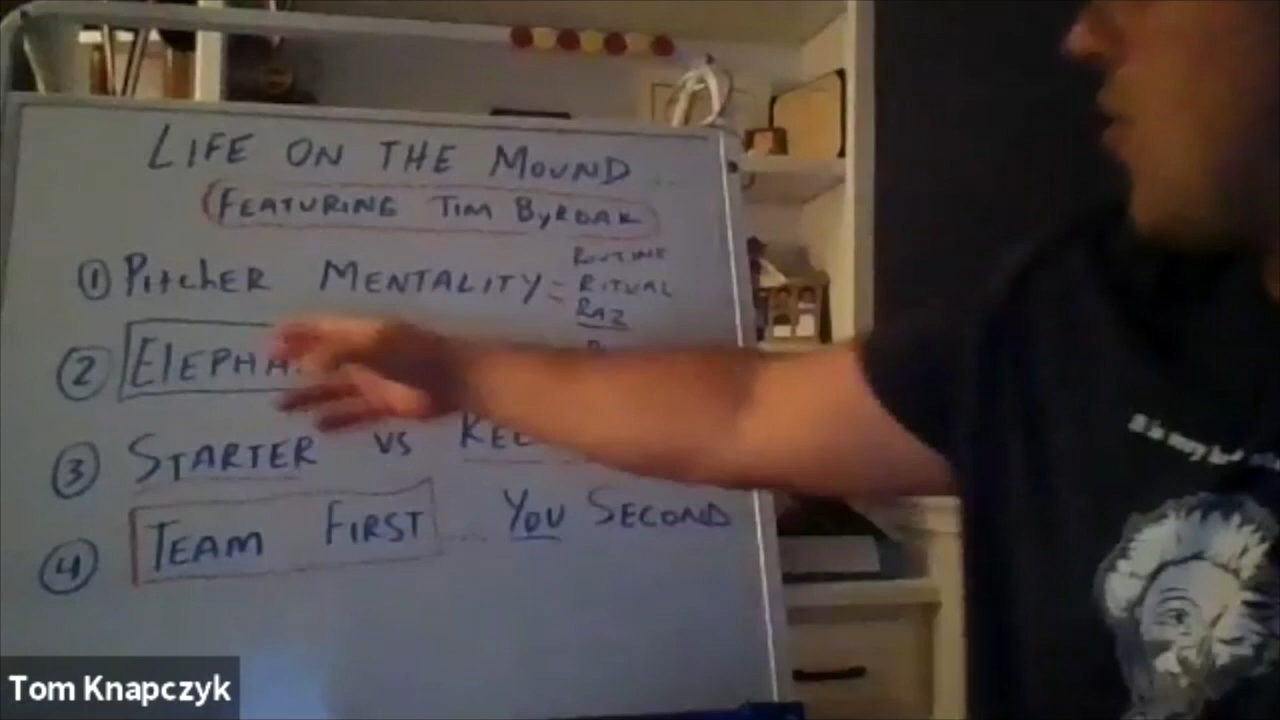 LIFE ON THE MOUND ...
(FEATURING TIM BYRDAK)
① PitchER MENTALITY = ROUTINE
RITUAL
RAZ
② ElEPHA
③ STARTER vs
④ TEAM FIRST ... YOU SECOND
Tom Knapczyk